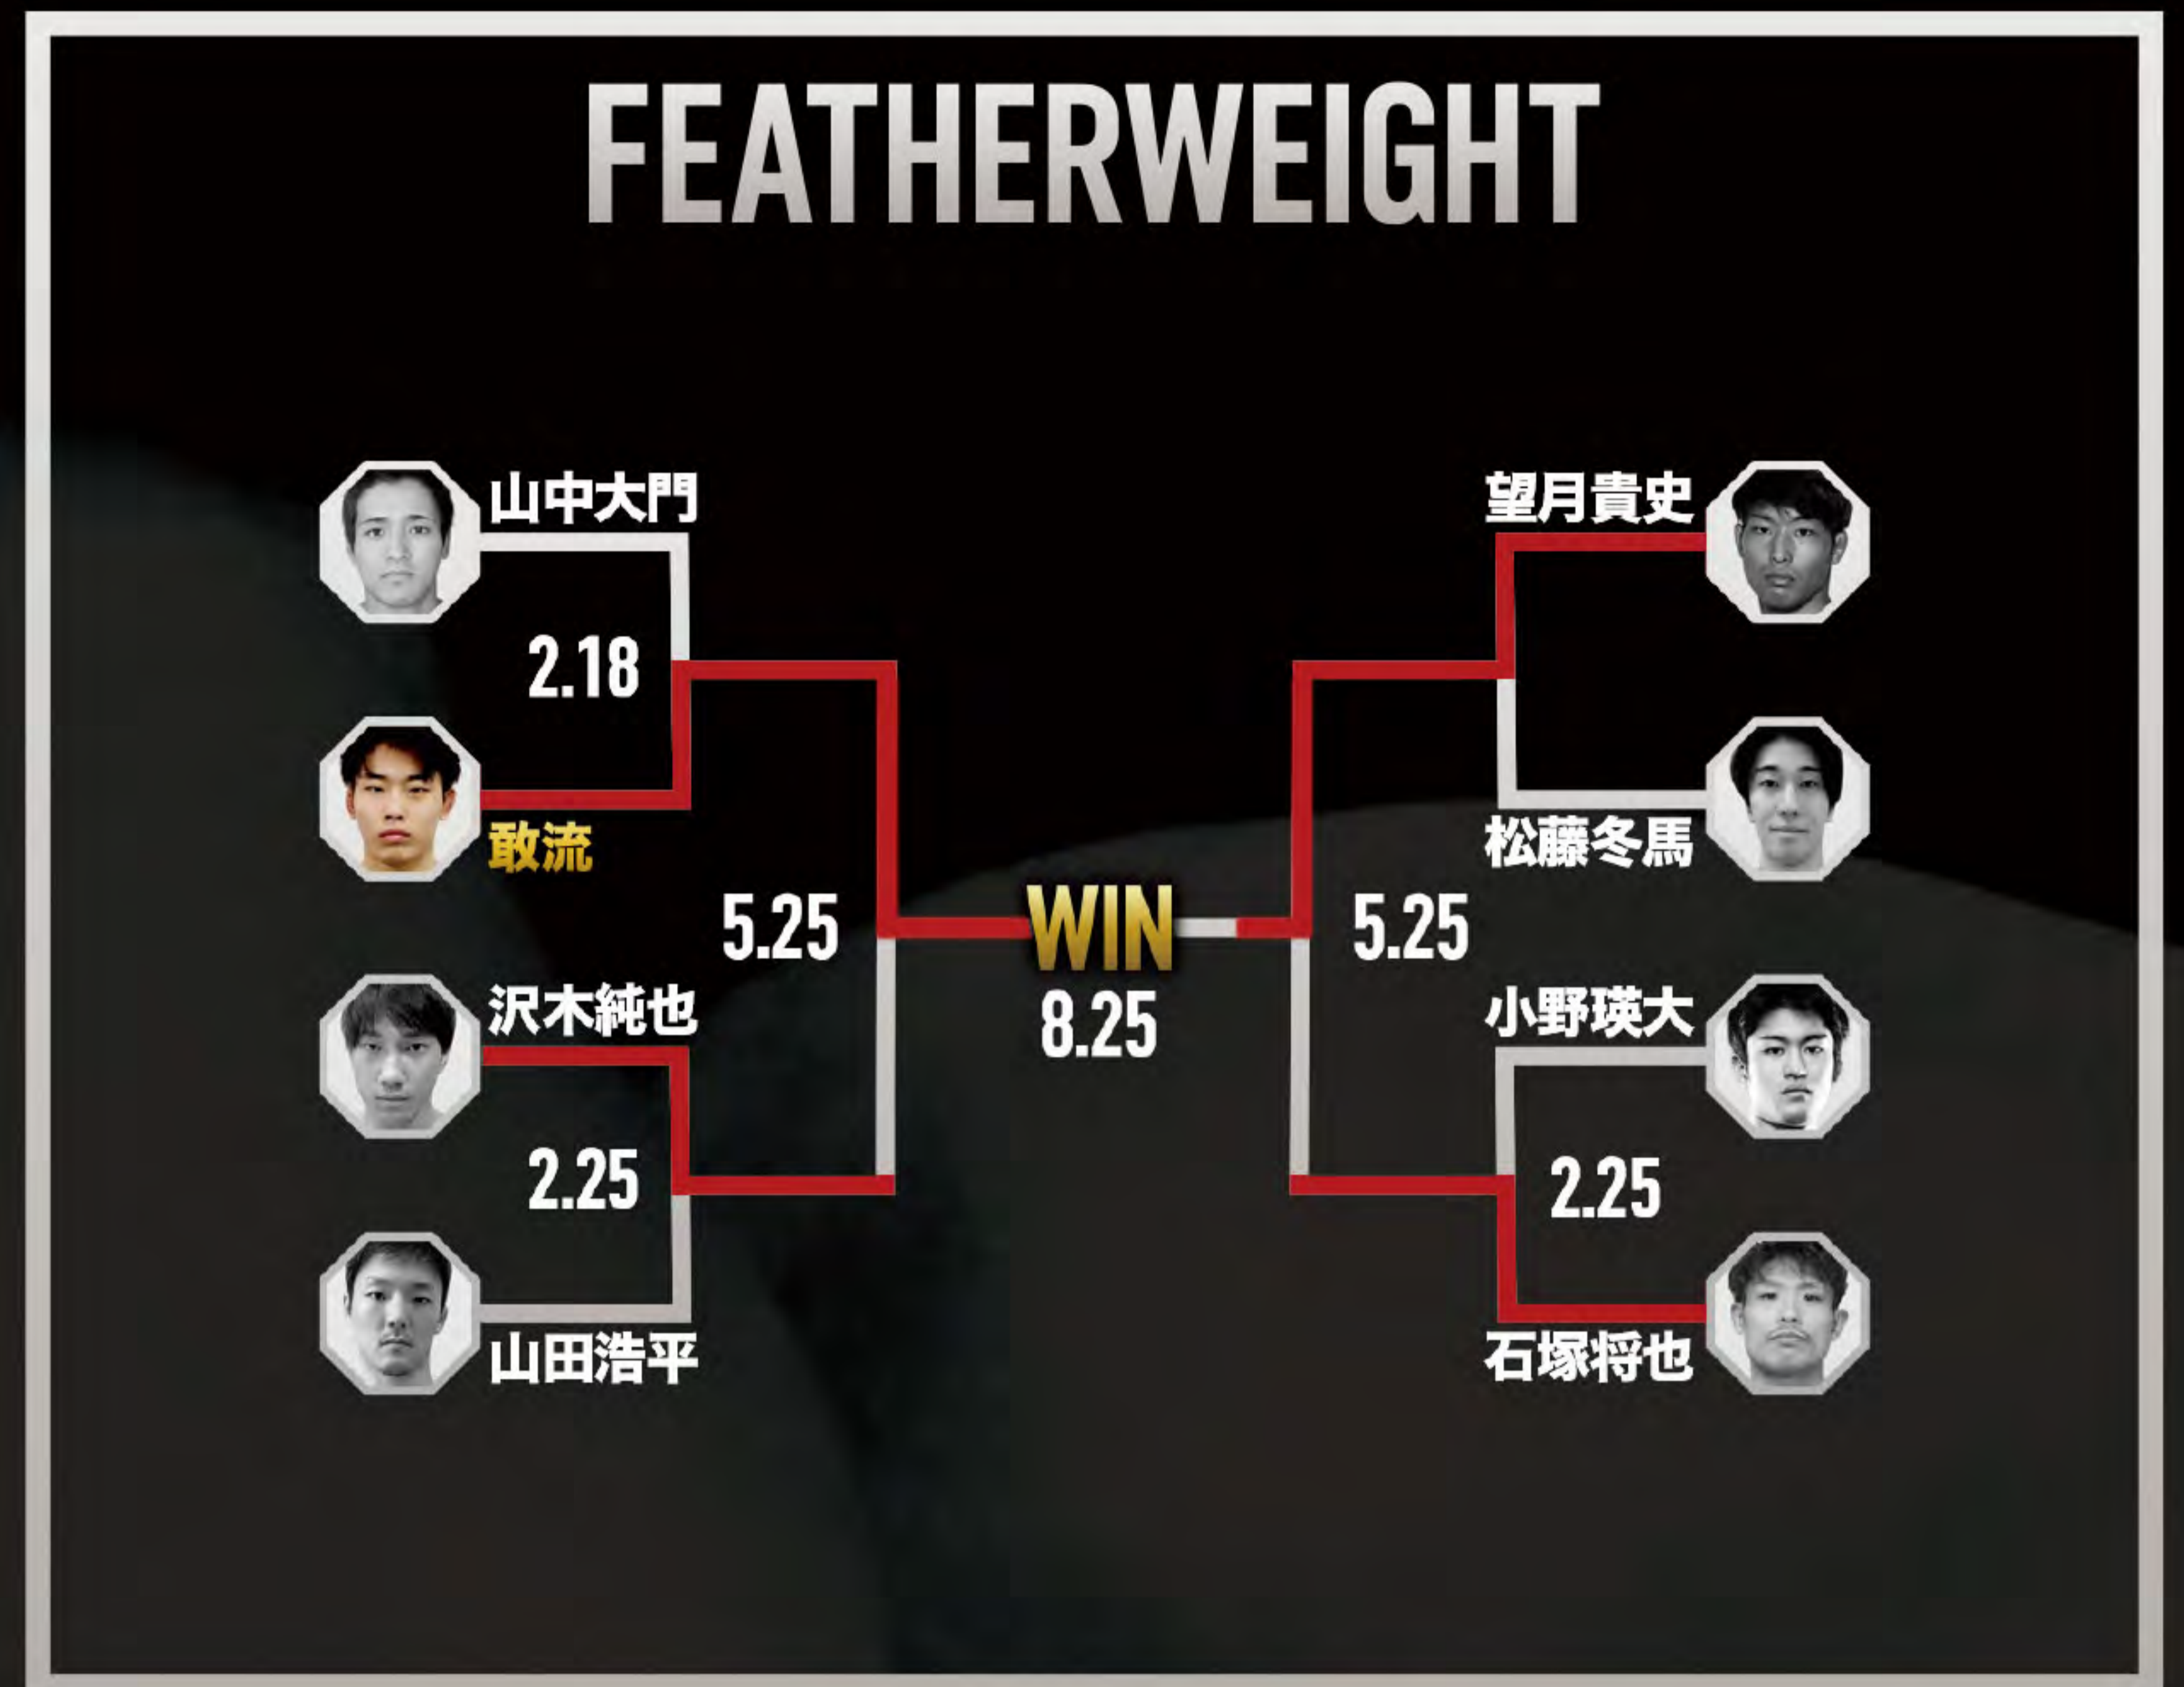 FEATHERWEIGHT
山中大門
望月貴史
2.18
敢流
松藤冬馬
5.25
WIN
5.25
8.25
沢木純也
小野瑛大
2.25
2.25
山田浩平
石塚将也